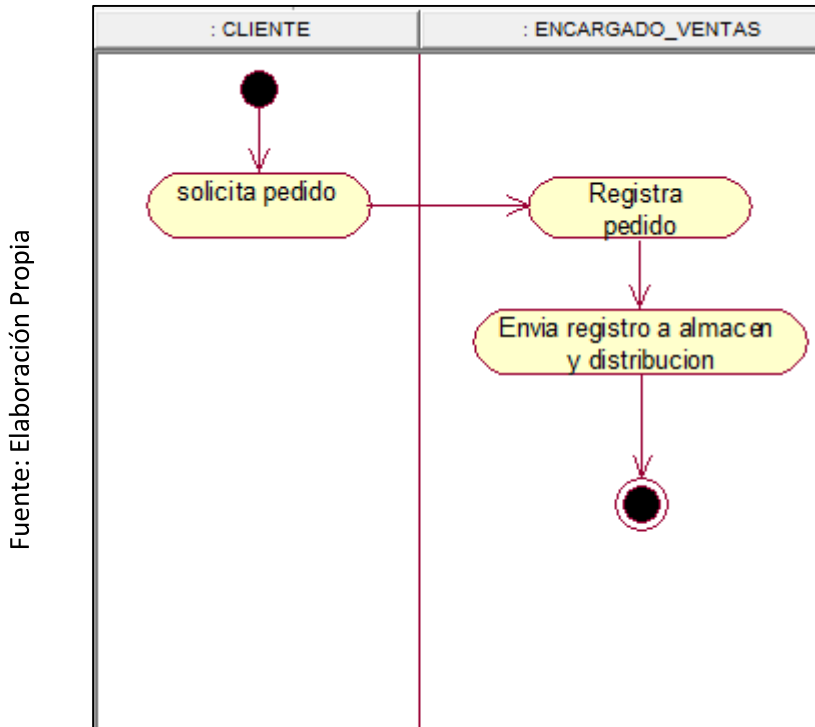 : CLIENTE
: ENCARGADO_VENTAS
solicita pedido
Registra
pedido
Envia registro a almacen
y distribucion
Fuente: Elaboración Propia